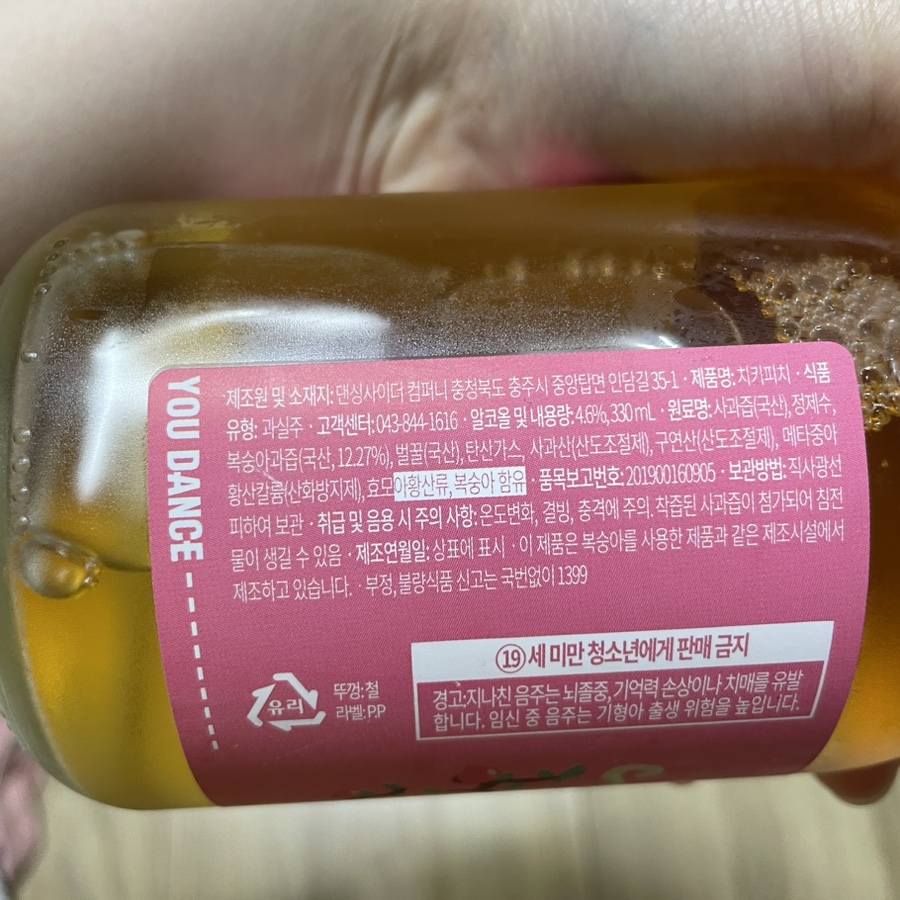 YOU DANCE
제조원 및 소재지: 댄싱사이더 컴퍼니 충청북도 충주시 중앙탑면 인담길 35-1 · 제품명: 치키피치 · 식품
유형: 과실주 · 고객센터: 043-844-1616 · 알코올 및 내용량: 4.6%, 330 mL · 원료명: 사과즙(국산), 정제수,
복숭아과즙(국산, 12.27%), 벌꿀(국산), 탄산가스, 사과산(산도조절제), 구연산(산도조절제), 메타중아
황산칼륨(산화방지제), 효모 아황산류, 복숭아 함유 · 품목보고번호: 201900160905 · 보관방법: 직사광선
피하여 보관 · 취급 및 음용 시 주의 사항: 온도변화, 결빙, 충격에 주의. 착즙된 사과즙이 첨가되어 침전
물이 생길 수 있음 · 제조연월일: 상표에 표시 · 이 제품은 복숭아를 사용한 제품과 같은 제조시설에서
제조하고 있습니다. · 부정, 불량식품 신고는 국번없이 1399
19세 미만 청소년에게 판매 금지
경고: 지나친 음주는 뇌졸중, 기억력 손상이나 치매를 유발
합니다. 임신 중 음주는 기형아 출생 위험을 높입니다.
유리
뚜껑: 철
라벨: P.P